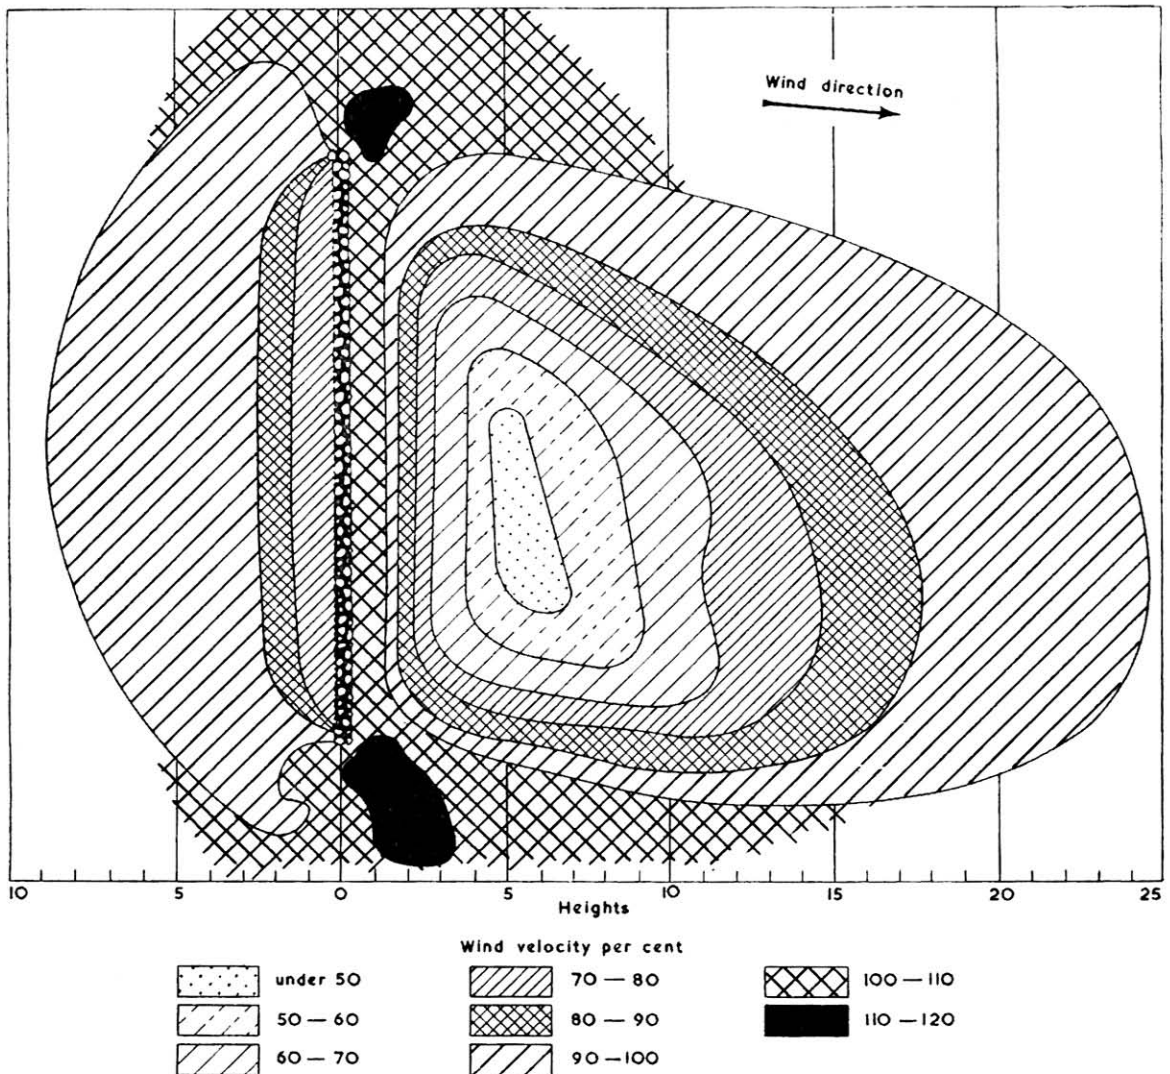 Wind direction
10 5 0 5 10 15 20 25
Heights
Wind velocity per cent
under 50
50 — 60
60 — 70
70 — 80
80 — 90
90 — 100
100 — 110
110 — 120